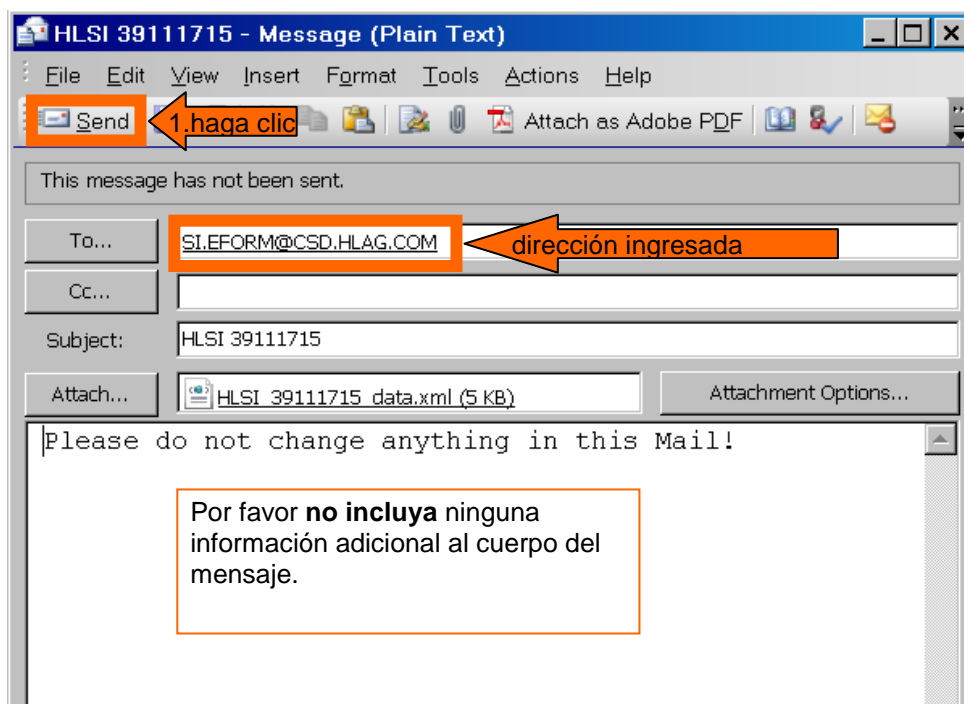 HLSI 39111715 - Message (Plain Text)
File Edit View Insert Format Tools Actions Help
Send 1.haga clic Attach as Adobe PDF
This message has not been sent.
To... SI.EFORM@CSD.HLAG.COM dirección ingresada
Cc...
Subject: HLSI 39111715
Attach... HLSI_39111715_data.xml (5 KB) Attachment Options...
Please do not change anything in this Mail!
Por favor no incluya ninguna
información adicional al cuerpo del
mensaje.